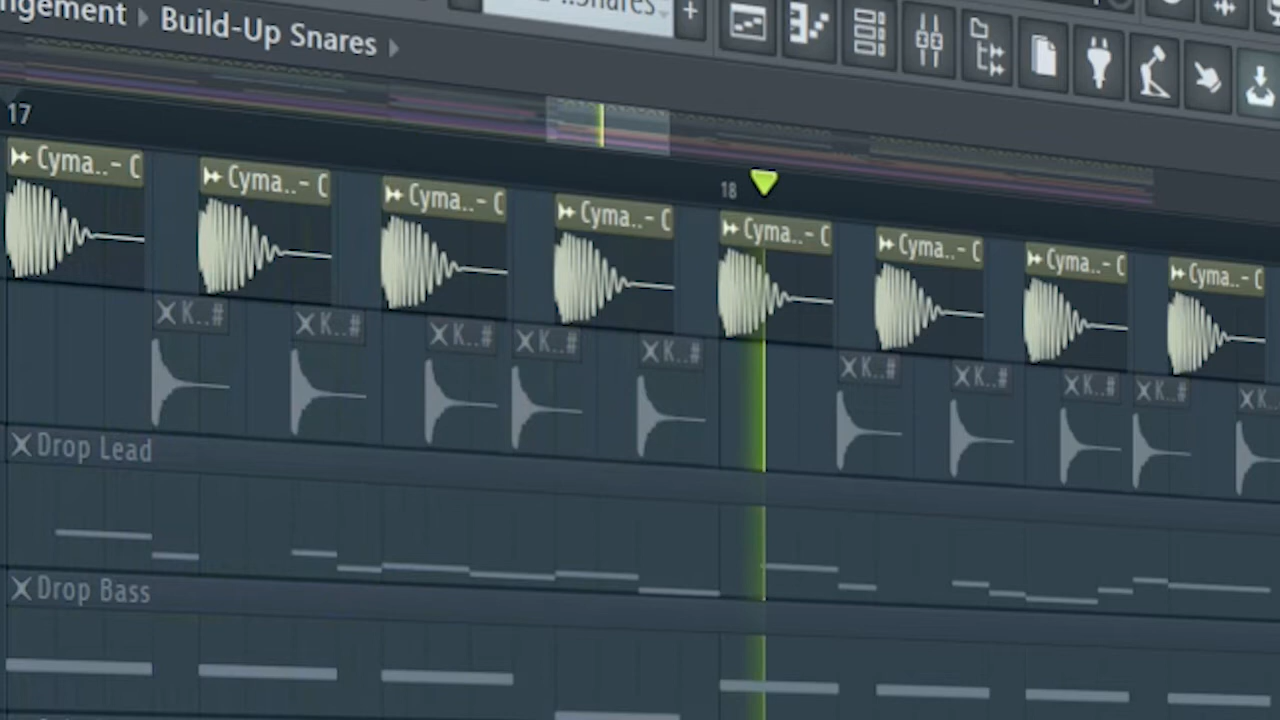 ngement ▸ Build-Up Snares ▸
+
17
18
Cyma..- C Cyma..- C Cyma..- C Cyma..- C Cyma..- C Cyma..- C Cyma..- C Cyma..- C
K..# K..# K..# K..# K..# K..# K..# K..# K..# K..
Drop Lead
Drop Bass